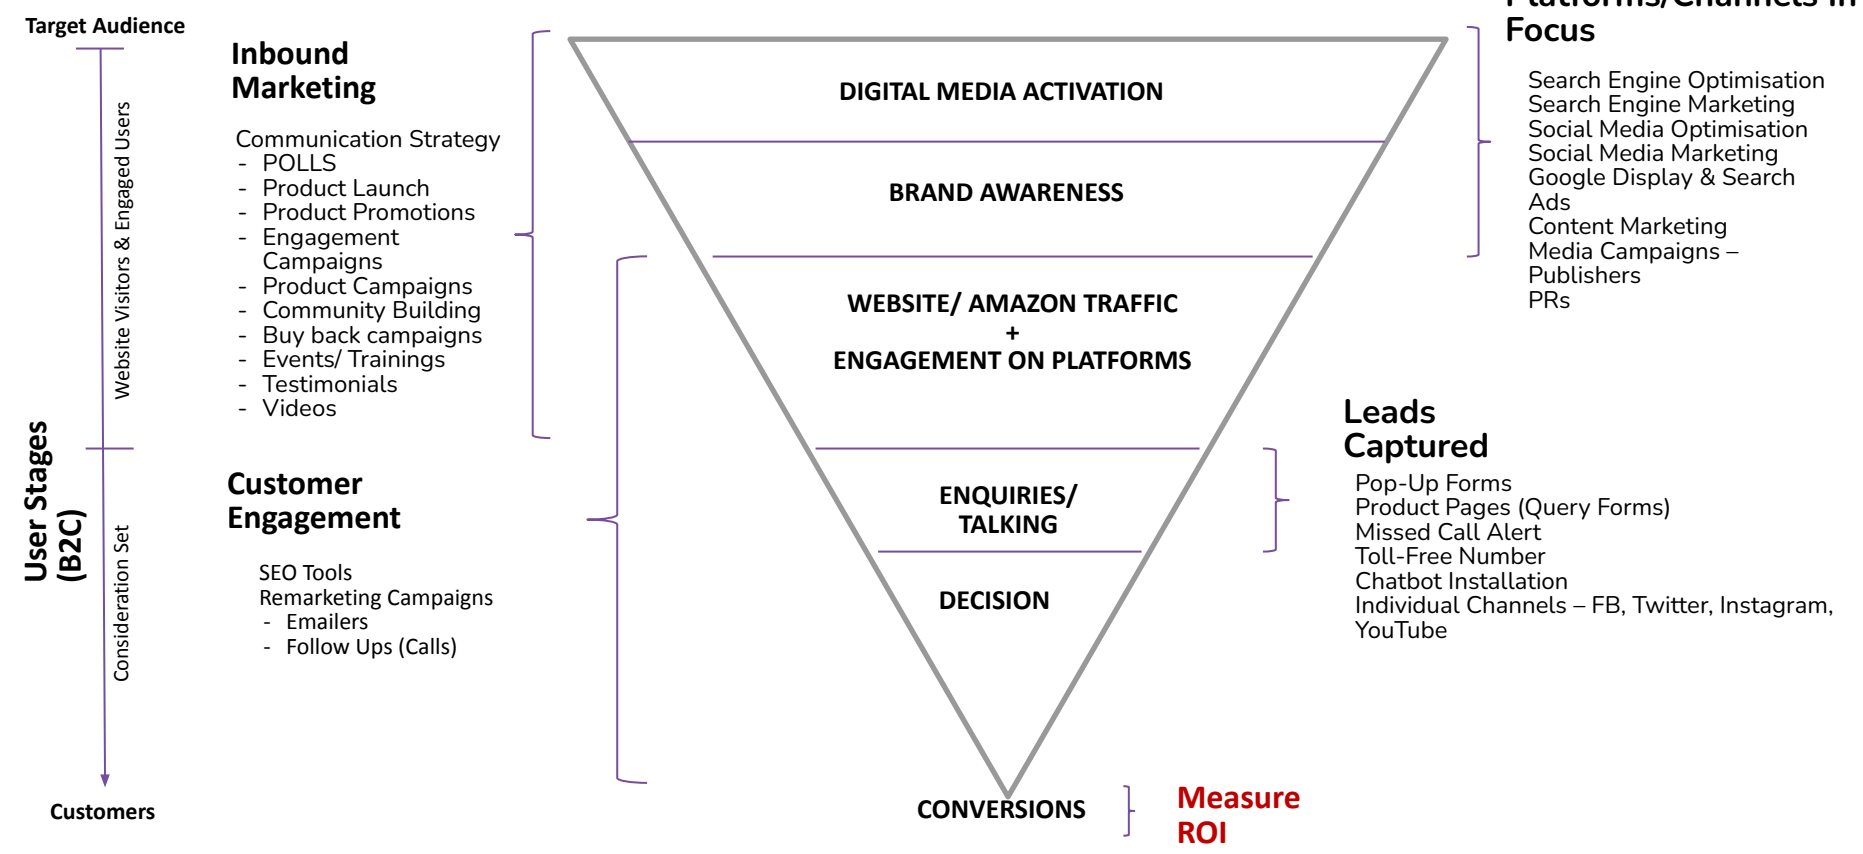 Target Audience
Website Visitors & Engaged Users
User Stages
(B2C)
Consideration Set
Customers
Inbound
Marketing
Communication Strategy
- POLLS
- Product Launch
- Product Promotions
- Engagement
Campaigns
- Product Campaigns
- Community Building
- Buy back campaigns
- Events/ Trainings
- Testimonials
- Videos
Customer
Engagement
SEO Tools
Remarketing Campaigns
- Emailers
- Follow Ups (Calls)
DIGITAL MEDIA ACTIVATION
BRAND AWARENESS
WEBSITE/ AMAZON TRAFFIC
+
ENGAGEMENT ON PLATFORMS
ENQUIRIES/
TALKING
DECISION
CONVERSIONS
Measure
ROI
Platforms/Channels in
Focus
Search Engine Optimisation
Search Engine Marketing
Social Media Optimisation
Social Media Marketing
Google Display & Search
Ads
Content Marketing
Media Campaigns –
Publishers
PRs
Leads
Captured
Pop-Up Forms
Product Pages (Query Forms)
Missed Call Alert
Toll-Free Number
Chatbot Installation
Individual Channels – FB, Twitter, Instagram,
YouTube